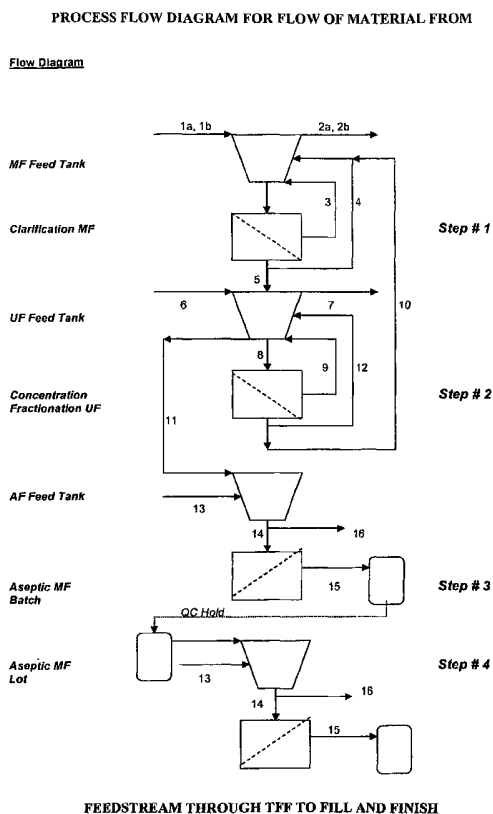 PROCESS FLOW DIAGRAM FOR FLOW OF MATERIAL FROM
Flow Diagram
1a, 1b
2a, 2b
MF Feed Tank
3
4
Clarification MF
Step # 1
5
6
7
10
UF Feed Tank
8
9
12
Concentration
Fractionation UF
Step # 2
11
AF Feed Tank
13
14
16
15
Aseptic MF
Batch
Step # 3
QC Hold
Aseptic MF
Lot
13
Step # 4
14
16
15
FEEDSTREAM THROUGH TFF TO FILL AND FINISH